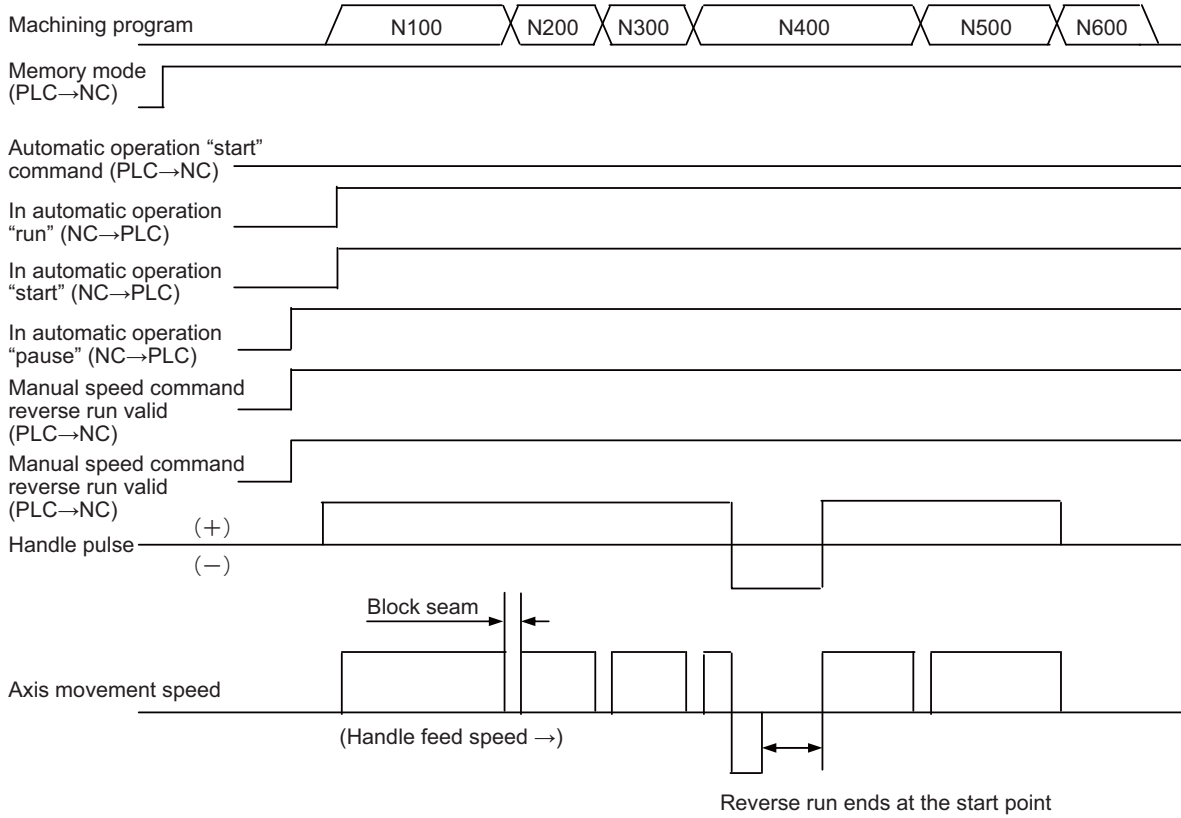 Machining program
N100
N200
N300
N400
N500
N600
Memory mode
(PLC→NC)
Automatic operation “start”
command (PLC→NC)
In automatic operation
“run” (NC→PLC)
In automatic operation
“start” (NC→PLC)
In automatic operation
“pause” (NC→PLC)
Manual speed command
reverse run valid
(PLC→NC)
Manual speed command
reverse run valid
(PLC→NC)
(+)
Handle pulse
(−)
Block seam
Axis movement speed
(Handle feed speed →)
Reverse run ends at the start point